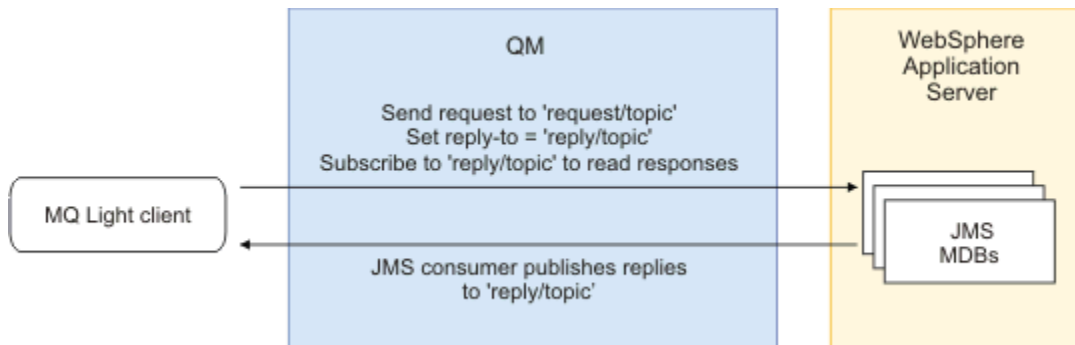 QM
WebSphere
Application
Server
Send request to 'request/topic'
Set reply-to = 'reply/topic'
Subscribe to 'reply/topic' to read responses
MQ Light client
JMS
MDBs
JMS consumer publishes replies
to 'reply/topic'